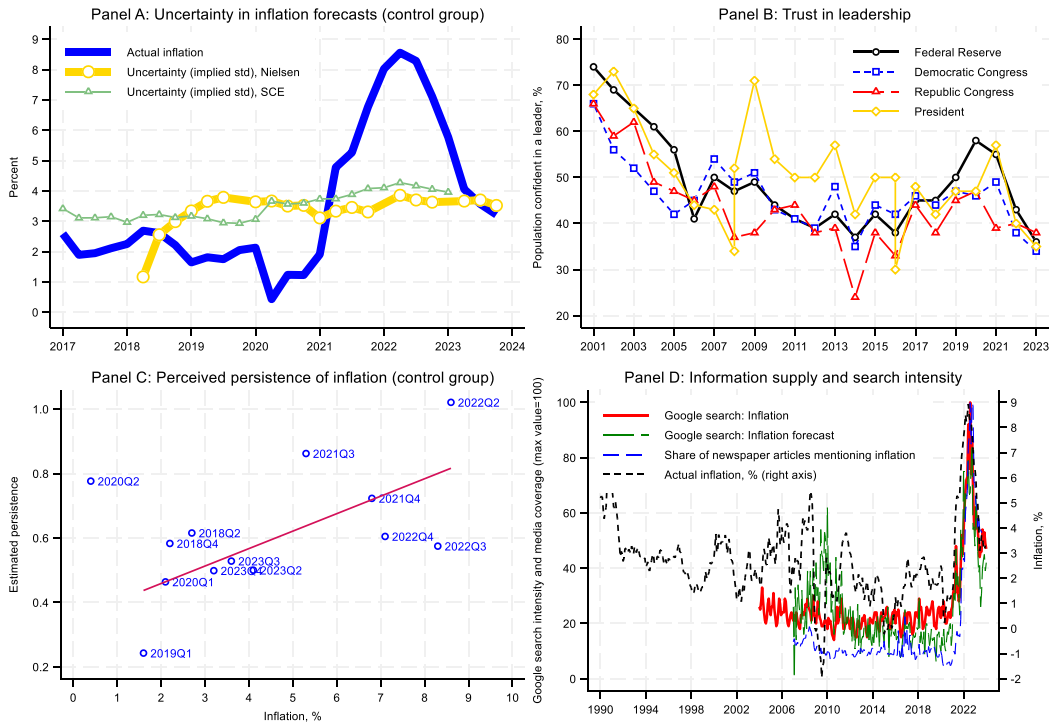 Panel A: Uncertainty in inflation forecasts (control group)
Percent
9
8
7
6
5
4
3
2
1
0
Actual inflation
Uncertainty (implied std), Nielsen
Uncertainty (implied std), SCE
2017 2018 2019 2020 2021 2022 2023 2024
Panel B: Trust in leadership
Population confident in a leader, %
80
70
60
50
40
30
20
Federal Reserve
Democratic Congress
Republic Congress
President
2001 2003 2005 2007 2009 2011 2013 2015 2017 2019 2021 2023
Panel C: Perceived persistence of inflation (control group)
Estimated persistence
1.0
0.8
0.6
0.4
0.2
2022Q2
2021Q3
2020Q2
2021Q4
2018Q2
2022Q4
2018Q4
2022Q3
2023Q3
2023Q4
2023Q2
2020Q1
2019Q1
0 1 2 3 4 5 6 7 8 9 10
Inflation, %
Panel D: Information supply and search intensity
Google search intensity and media coverage (max value=100)
100
80
60
40
20
0
Google search: Inflation
Google search: Inflation forecast
Share of newspaper articles mentioning inflation
Actual inflation, % (right axis)
9
8
7
6
5
4
3
2
1
0
-1
-2
Inflation, %
1990 1994 1998 2002 2006 2010 2014 2018 2022